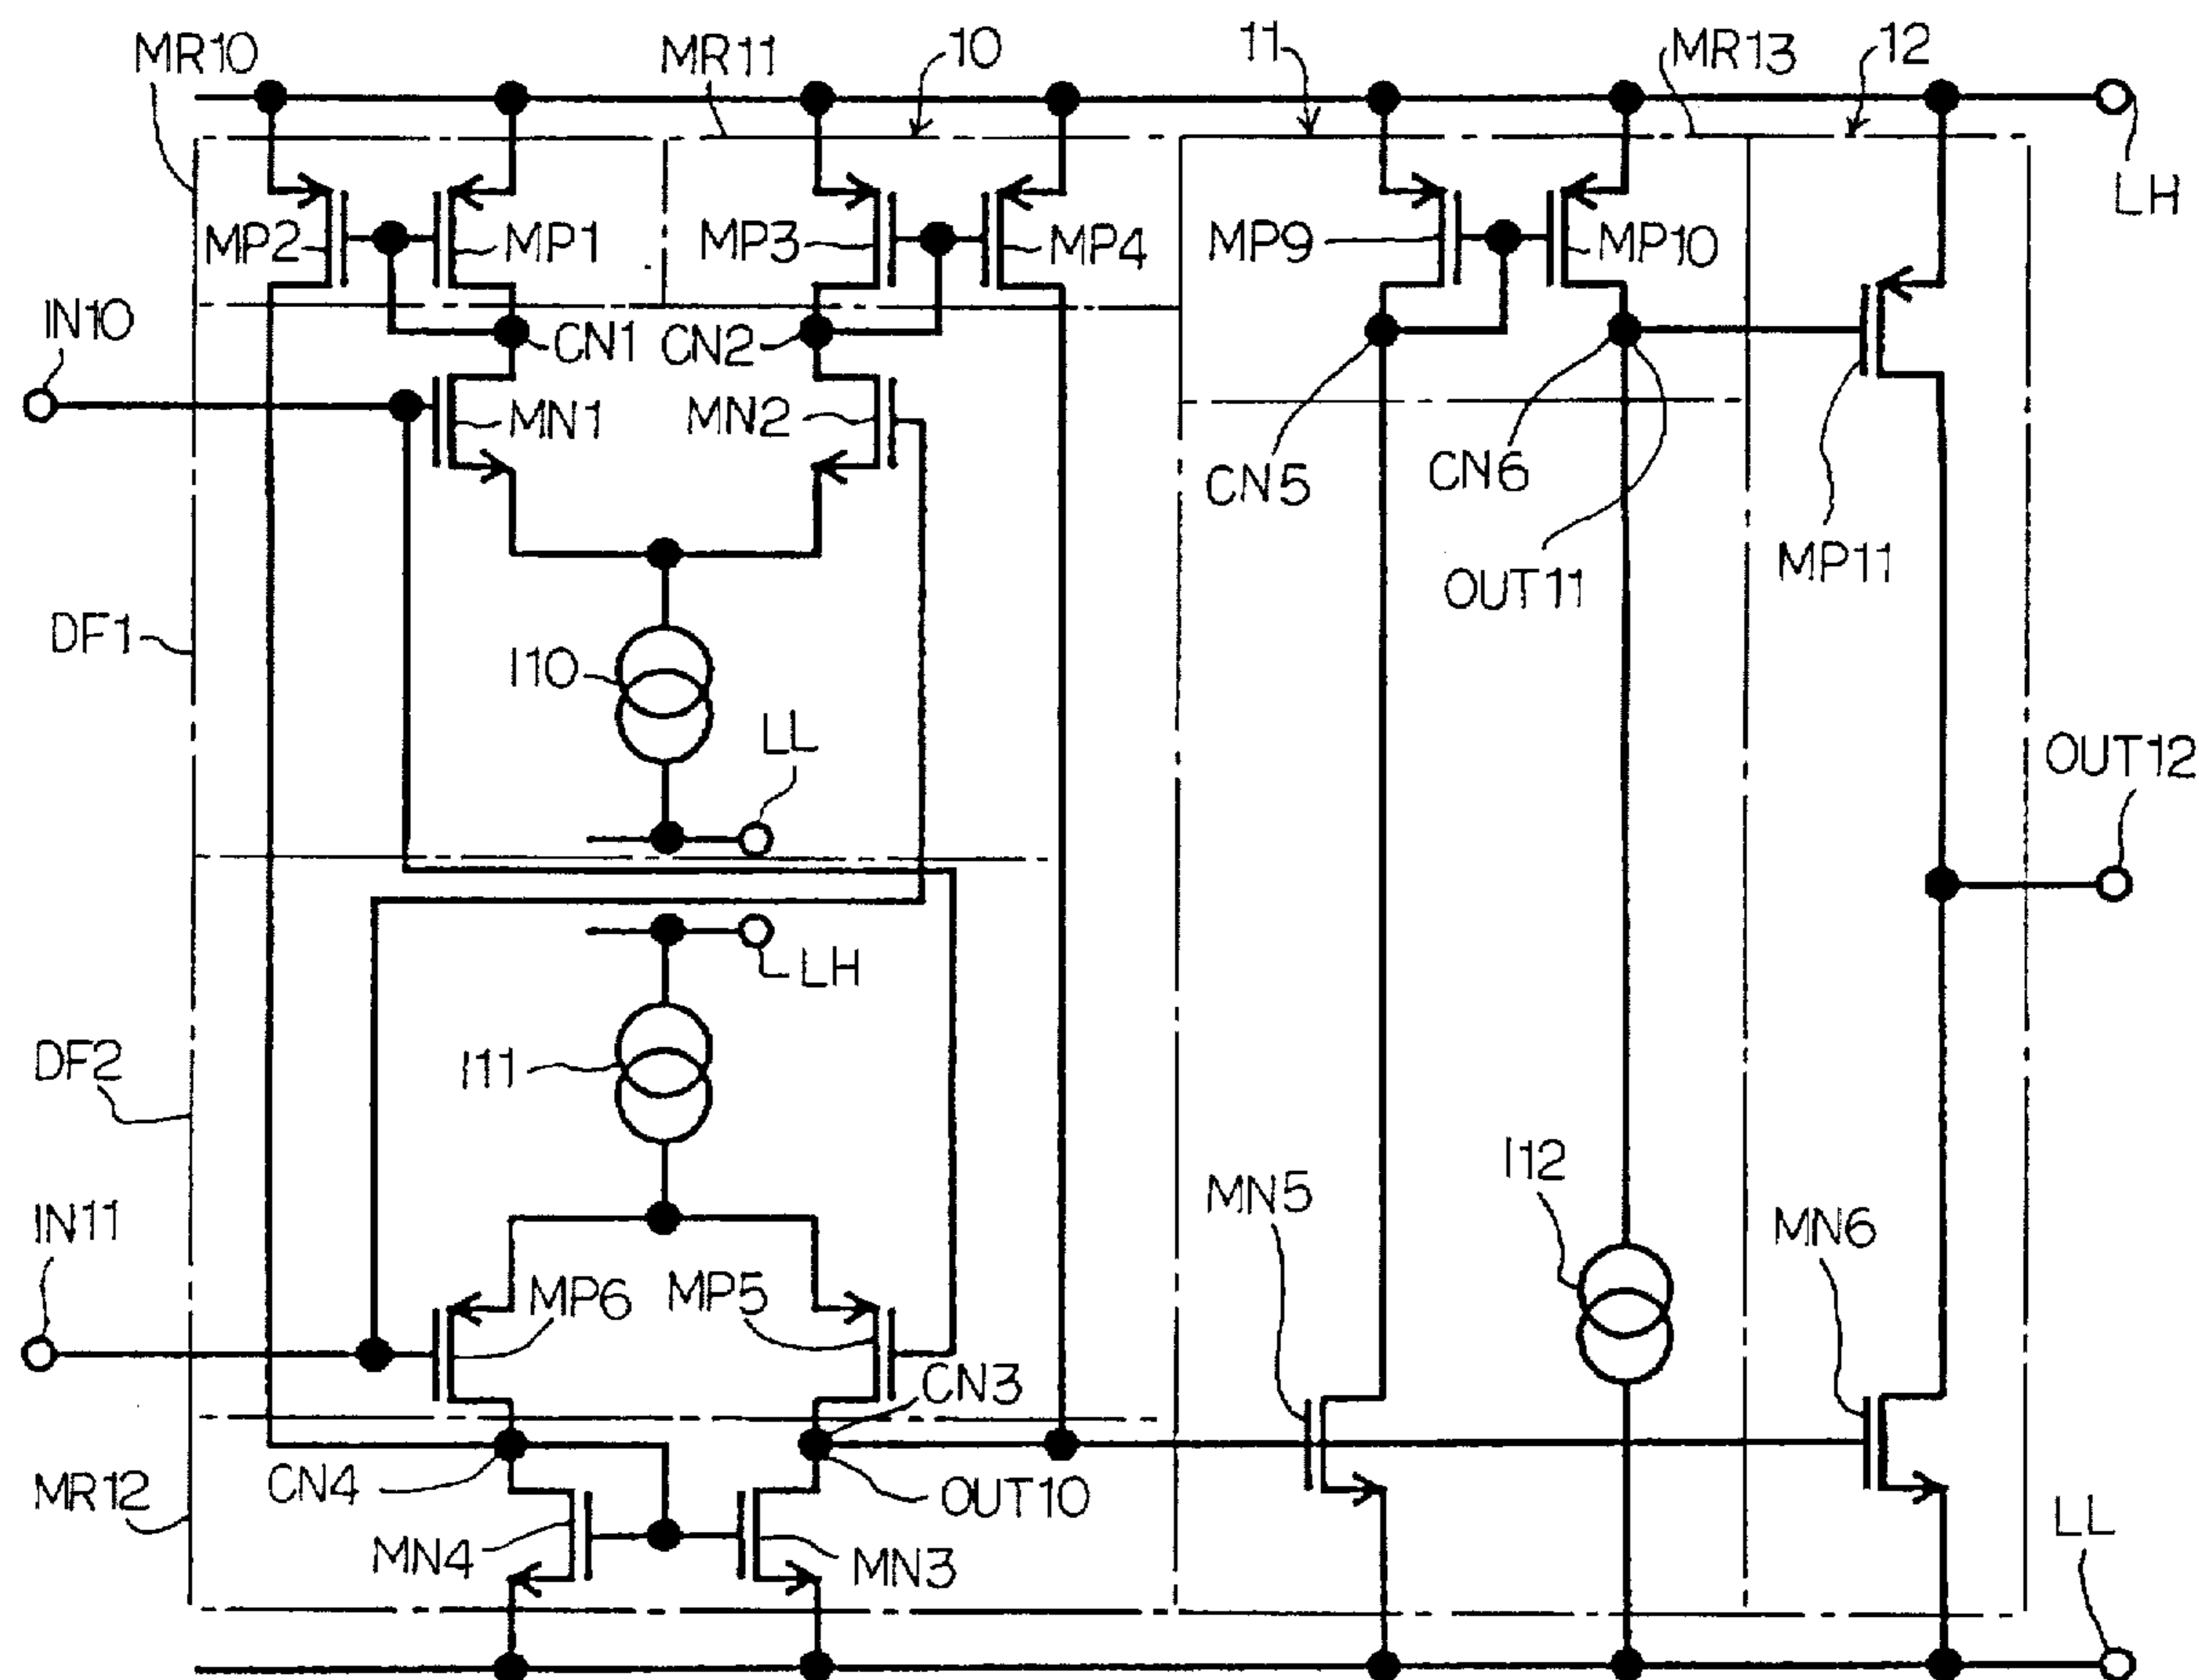 MR10
MR11
10
11
MR13
12
LH
MP2
MP1
MP3
MP4
MP9
MP10
IN10
CN1
CN2
MN1
MN2
CN5
CN6
MP11
OUT11
DF1
I10
LL
OUT12
LH
DF2
I11
I12
MN5
IN11
MN6
MP6
MP5
CN3
CN4
OUT10
MR12
MN4
MN3
LL